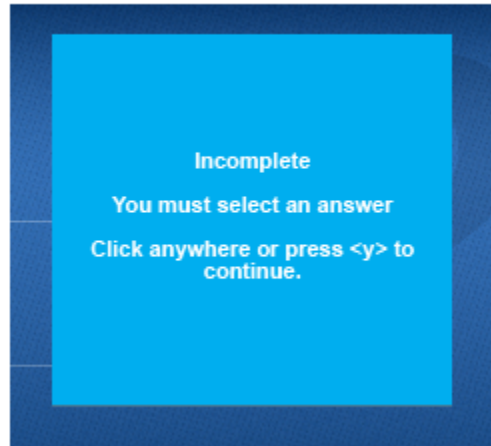 Incomplete
You must select an answer
Click anywhere or press <y> to
continue.